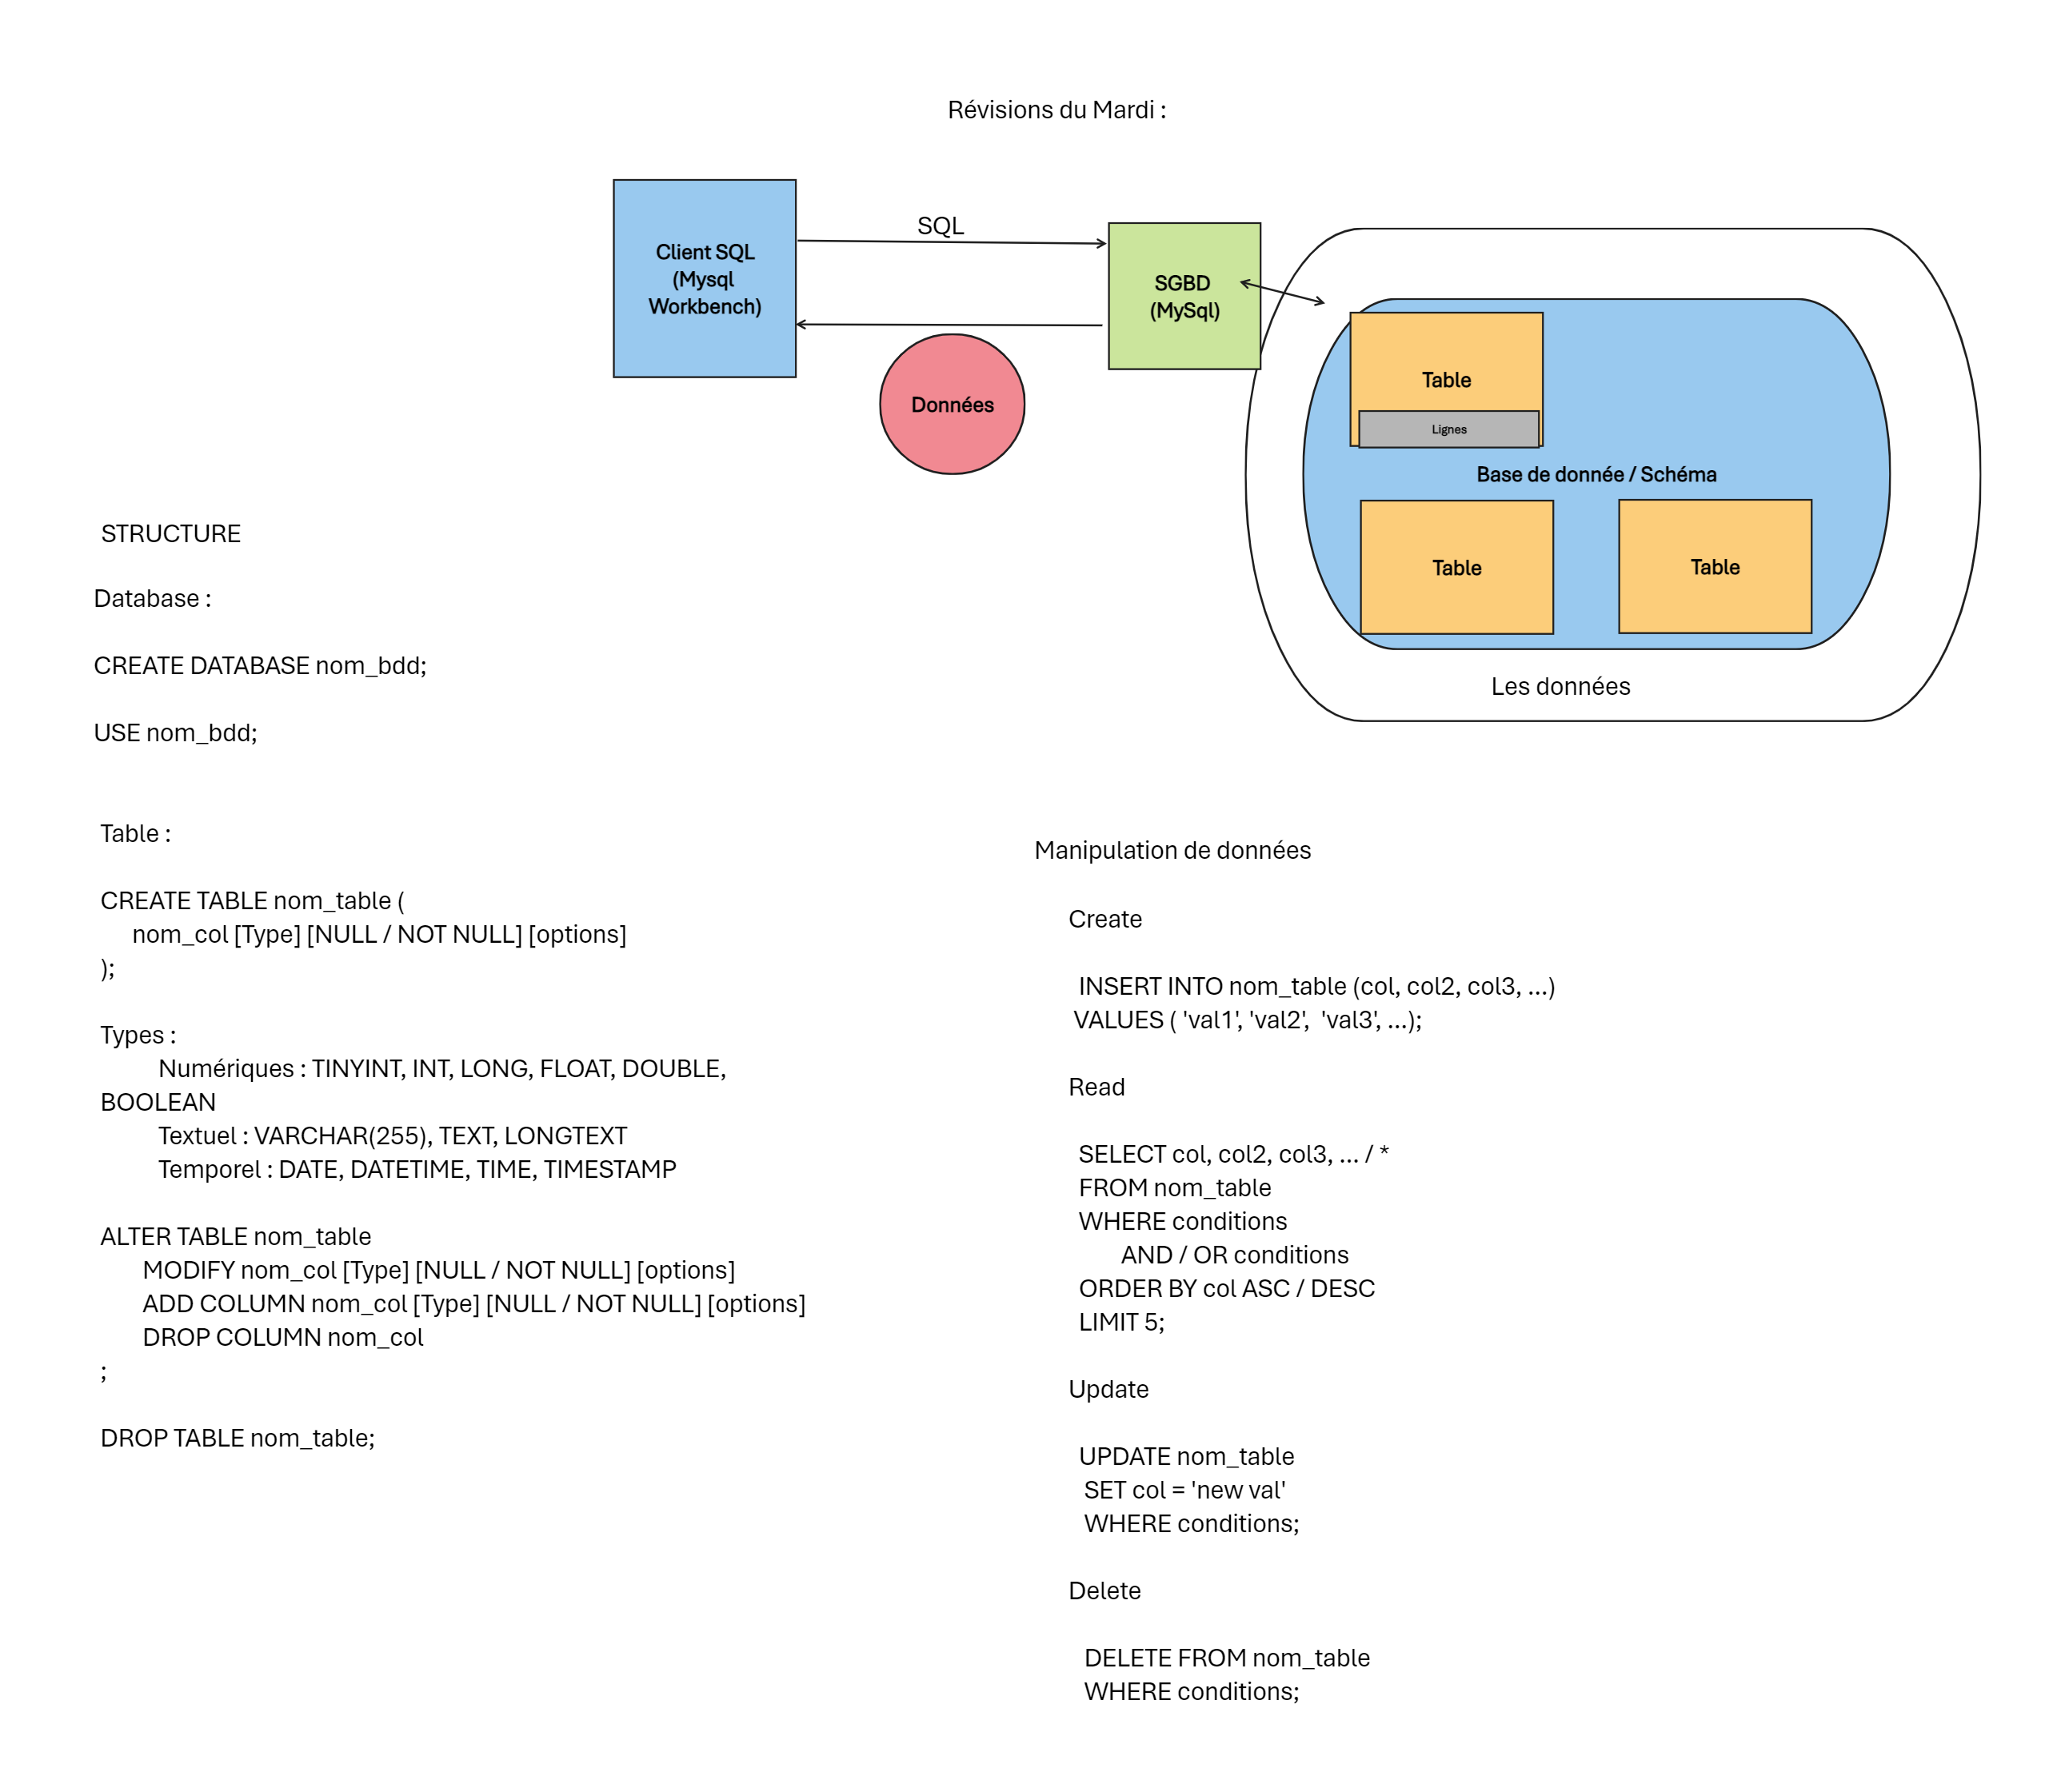 Révisions du Mardi :
Client SQL
(Mysql
Workbench)
SQL
SGBD
(MySql)
Données
Table
Lignes
Base de donnée / Schéma
Table
Table
Les données
STRUCTURE
Database :
CREATE DATABASE nom_bdd;
USE nom_bdd;
Table :
CREATE TABLE nom_table (
nom_col [Type] [NULL / NOT NULL] [options]
);
Types :
Numériques : TINYINT, INT, LONG, FLOAT, DOUBLE,
BOOLEAN
Textuel : VARCHAR(255), TEXT, LONGTEXT
Temporel : DATE, DATETIME, TIME, TIMESTAMP
ALTER TABLE nom_table
MODIFY nom_col [Type] [NULL / NOT NULL] [options]
ADD COLUMN nom_col [Type] [NULL / NOT NULL] [options]
DROP COLUMN nom_col
;
DROP TABLE nom_table;
Manipulation de données
Create
INSERT INTO nom_table (col, col2, col3, ...)
VALUES ( 'val1', 'val2',  'val3', ...);
Read
SELECT col, col2, col3, ... / *
FROM nom_table
WHERE conditions
AND / OR conditions
ORDER BY col ASC / DESC
LIMIT 5;
Update
UPDATE nom_table
SET col = 'new val'
WHERE conditions;
Delete
DELETE FROM nom_table
WHERE conditions;